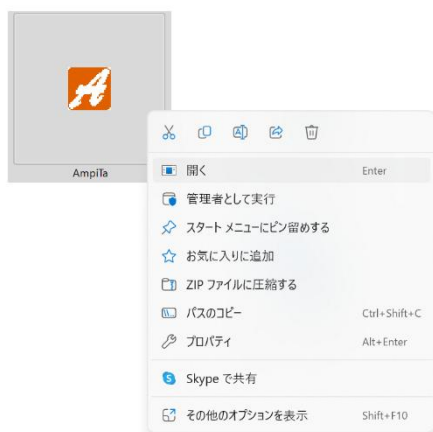 AmpiTa
開く Enter
管理者として実行
スタート メニューにピン留めする
お気に入りに追加
ZIP ファイルに圧縮する
パスのコピー Ctrl+Shift+C
プロパティ Alt+Enter
Skype で共有
その他のオプションを表示 Shift+F10